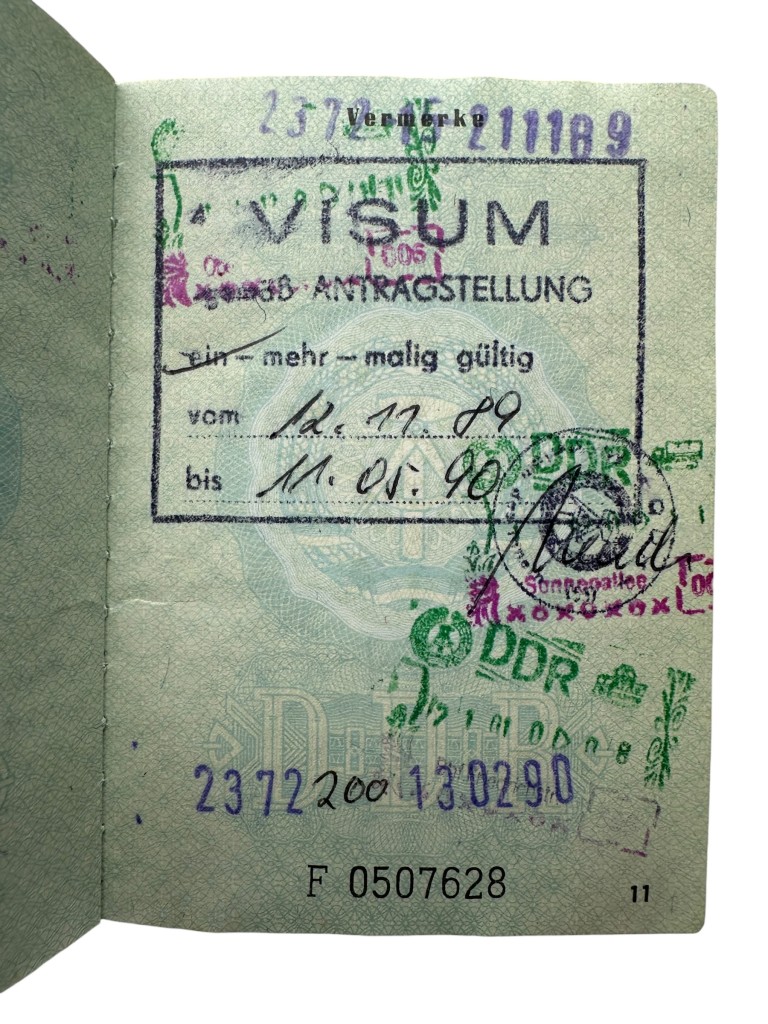 Vermerke
2372 15 211189
VISUM
006
gemäß ANTRAGSTELLUNG
ein – mehr – malig gültig
vom 12. 11. 89
bis 11. 05. 90
DDR
Sonnenallee
DDR
2372 200 130290
F 0507628
11